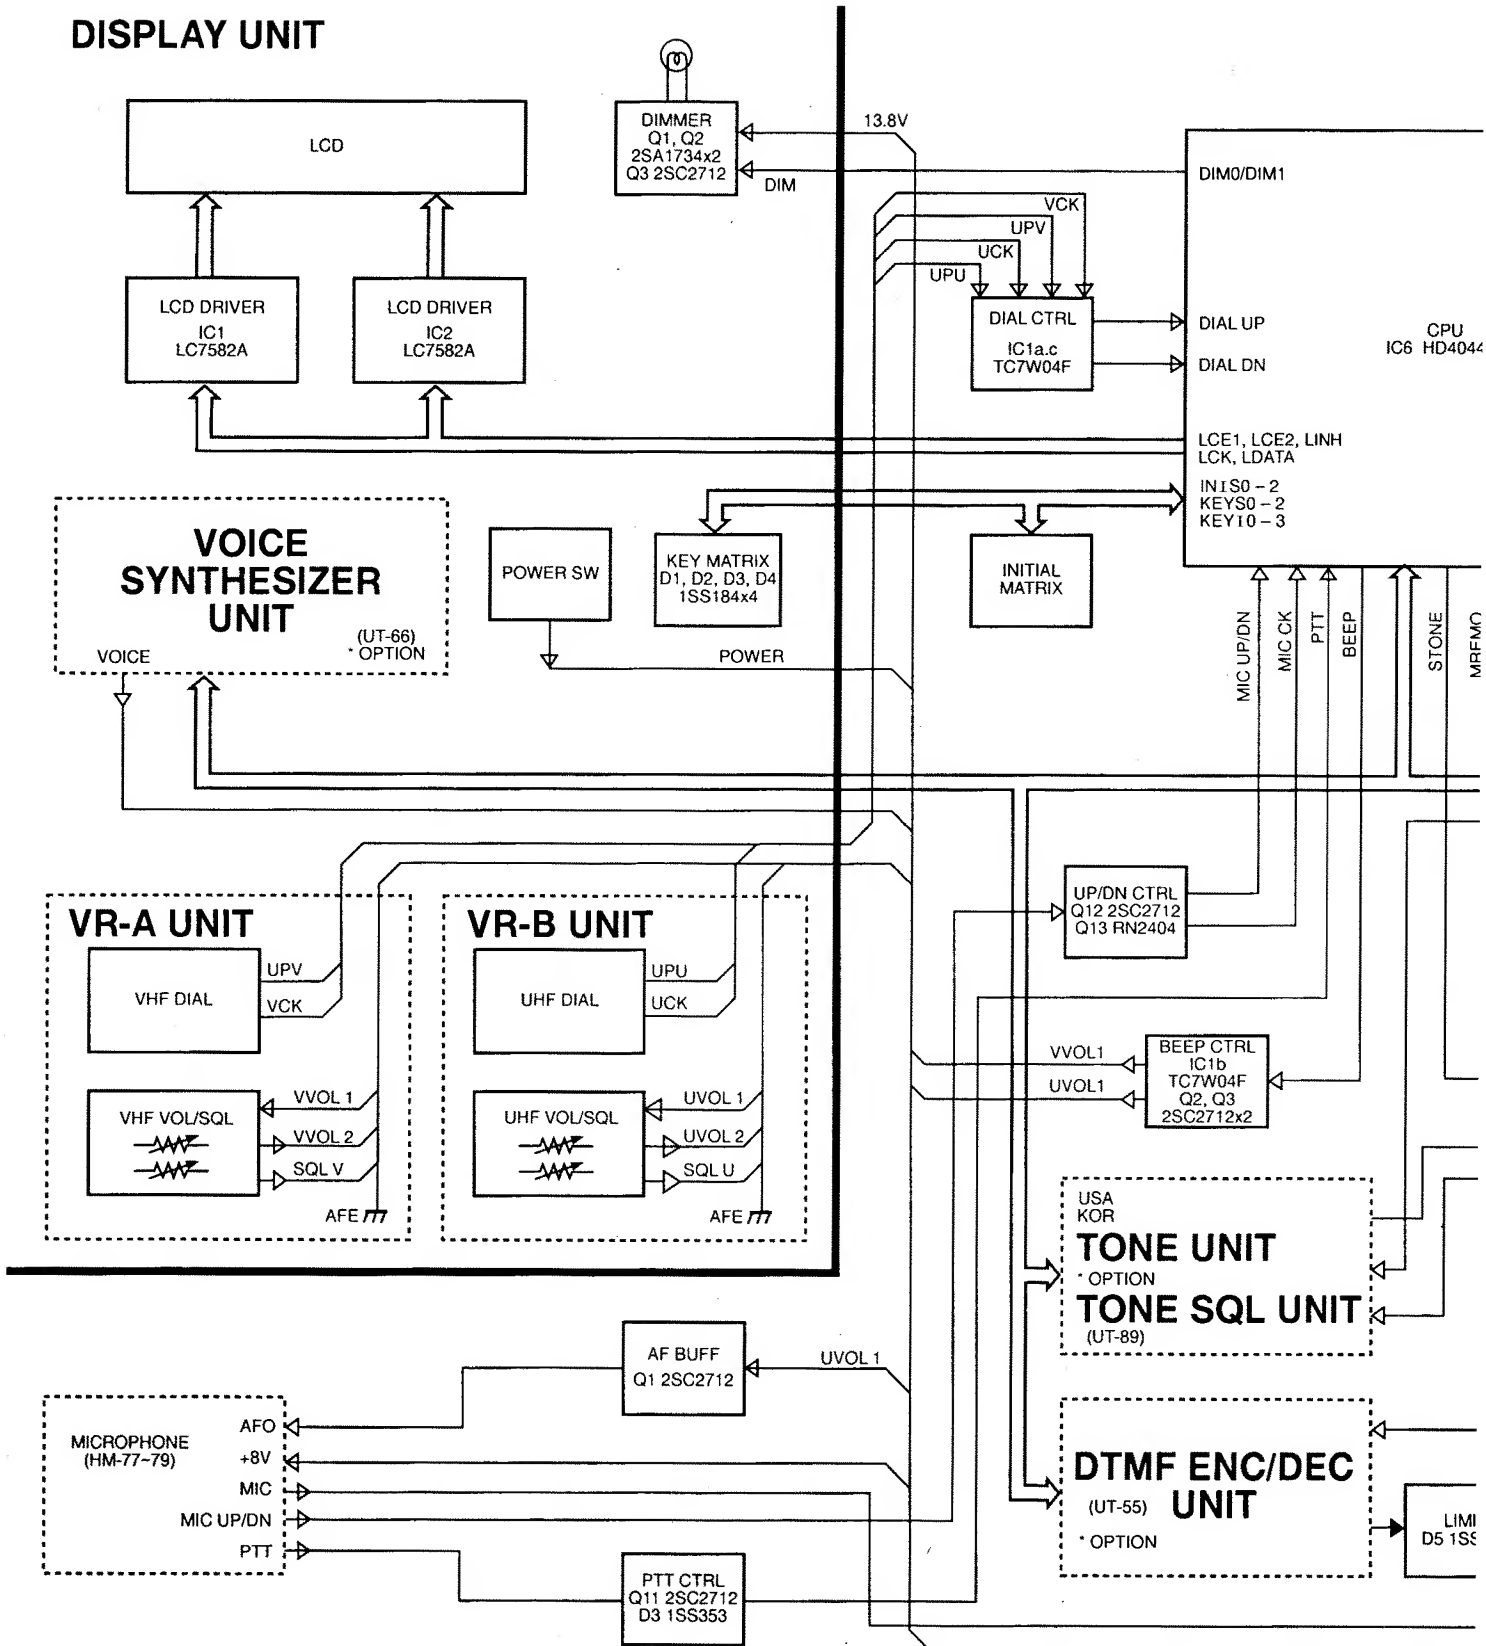 DISPLAY UNIT
LCD
DIMMER
Q1, Q2
2SA1734x2
Q3 2SC2712
13.8V
DIM
DIM0/DIM1
VCK
UPV
UCK
UPU
LCD DRIVER
IC1
LC7582A
LCD DRIVER
IC2
LC7582A
DIAL CTRL
IC1a.c
TC7W04F
DIAL UP
DIAL DN
CPU
IC6 HD4044
LCE1, LCE2, LINH
LCK, LDATA
INIS0-2
KEYS0-2
KEYI0-3
VOICE
SYNTHESIZER
UNIT
(UT-66)
* OPTION
VOICE
POWER SW
KEY MATRIX
D1, D2, D3, D4
1SS184x4
INITIAL
MATRIX
POWER
MIC UP/DN
MIC CK
PTT
BEEP
STONE
VR-A UNIT
VHF DIAL
UPV
VCK
VHF VOL/SQL
VVOL 1
VVOL 2
SQL V
AFE
VR-B UNIT
UHF DIAL
UPU
UCK
UHF VOL/SQL
UVOL 1
UVOL 2
SQL U
AFE
UP/DN CTRL
Q12 2SC2712
Q13 RN2404
VVOL1
UVOL1
BEEP CTRL
IC1b
TC7W04F
Q2, Q3
2SC2712x2
USA
KOR
TONE UNIT
* OPTION
TONE SQL UNIT
(UT-89)
AF BUFF
Q1 2SC2712
UVOL 1
MICROPHONE
(HM-77~79)
AFO
+8V
MIC
MIC UP/DN
PTT
PTT CTRL
Q11 2SC2712
D3 1SS353
DTMF ENC/DEC
UNIT
(UT-55)
* OPTION
LIMI
D5 1SS